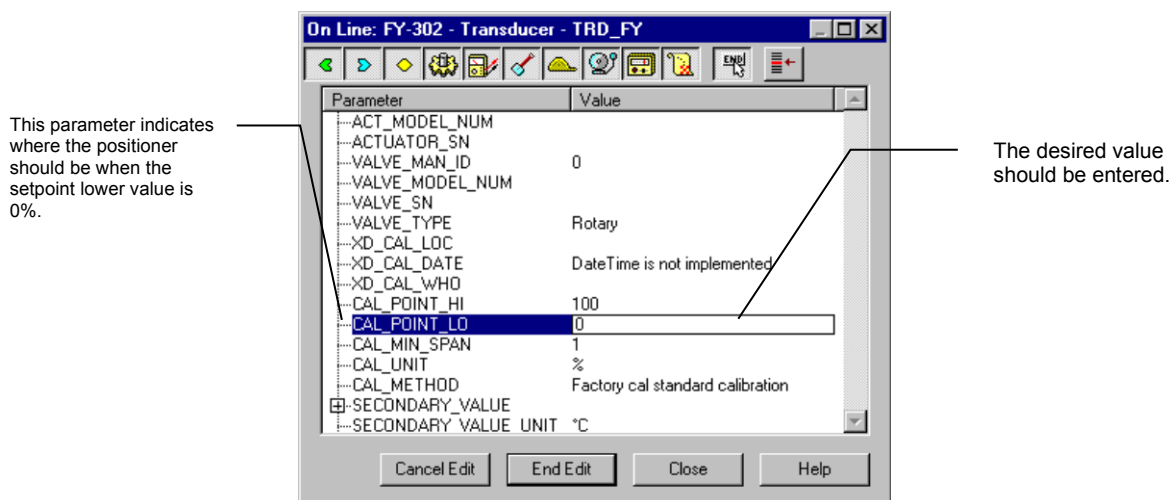 On Line: FY-302 - Transducer - TRD_FY
END
Parameter Value
ACT_MODEL_NUM
ACTUATOR_SN
VALVE_MAN_ID 0
VALVE_MODEL_NUM
VALVE_SN
VALVE_TYPE Rotary
XD_CAL_LOC
XD_CAL_DATE DateTime is not implemented
XD_CAL_WHO
CAL_POINT_HI 100
CAL_POINT_LO 0
CAL_MIN_SPAN 1
CAL_UNIT %
CAL_METHOD Factory cal standard calibration
SECONDARY_VALUE
SECONDARY_VALUE_UNIT °C
Cancel Edit End Edit Close Help
This parameter indicates
where the positioner
should be when the
setpoint lower value is
0%.
The desired value
should be entered.